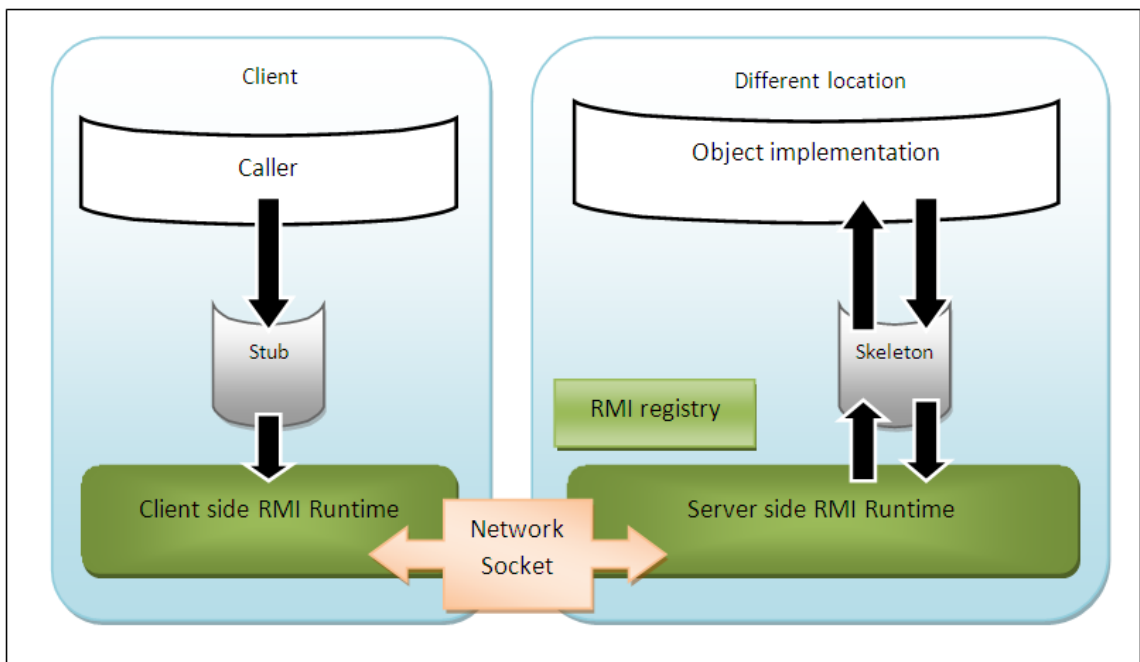 Client
Caller
Stub
Client side RMI Runtime
Network
Socket
Different location
Object implementation
Skeleton
RMI registry
Server side RMI Runtime